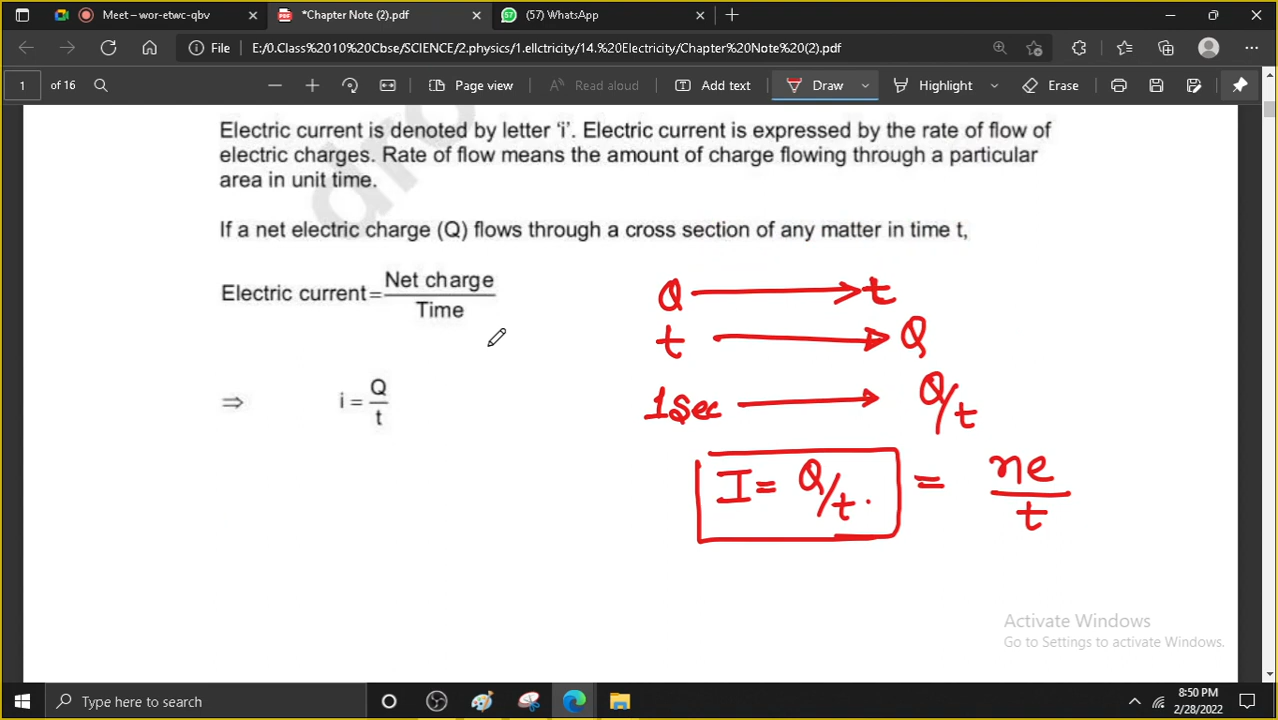 Meet – wor-etwc-qbv
*Chapter Note (2).pdf
(57) WhatsApp
File
E:/0.Class%2010%20Cbse/SCIENCE/2.physics/1.ellctricity/14.%20Electricity/Chapter%20Note%20(2).pdf
1 of 16
Page view
Read aloud
Add text
Draw
Highlight
Erase
Electric current is denoted by letter 'i'. Electric current is expressed by the rate of flow of
electric charges. Rate of flow means the amount of charge flowing through a particular
area in unit time.
If a net electric charge (Q) flows through a cross section of any matter in time t,
Electric current = Net charge / Time
⇒ i = Q / t
Q ⟶ t
t ⟶ Q
1 Sec ⟶ Q/t
I = Q/t. = ne / t
Activate Windows
Go to Settings to activate Windows.
Type here to search
8:50 PM
2/28/2022